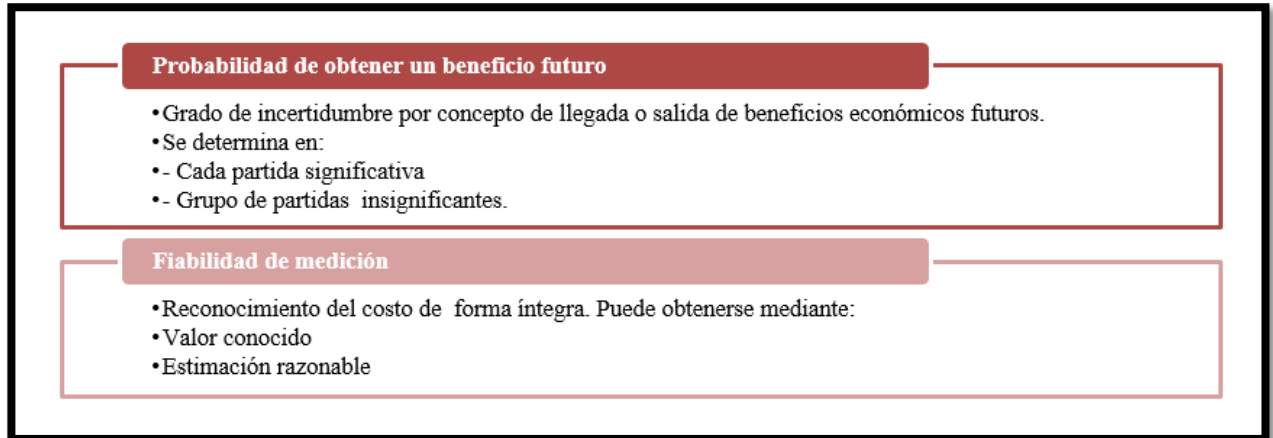 Probabilidad de obtener un beneficio futuro
•Grado de incertidumbre por concepto de llegada o salida de beneficios económicos futuros.
•Se determina en:
•- Cada partida significativa
•- Grupo de partidas  insignificantes.
Fiabilidad de medición
•Reconocimiento del costo de  forma íntegra. Puede obtenerse mediante:
•Valor conocido
•Estimación razonable